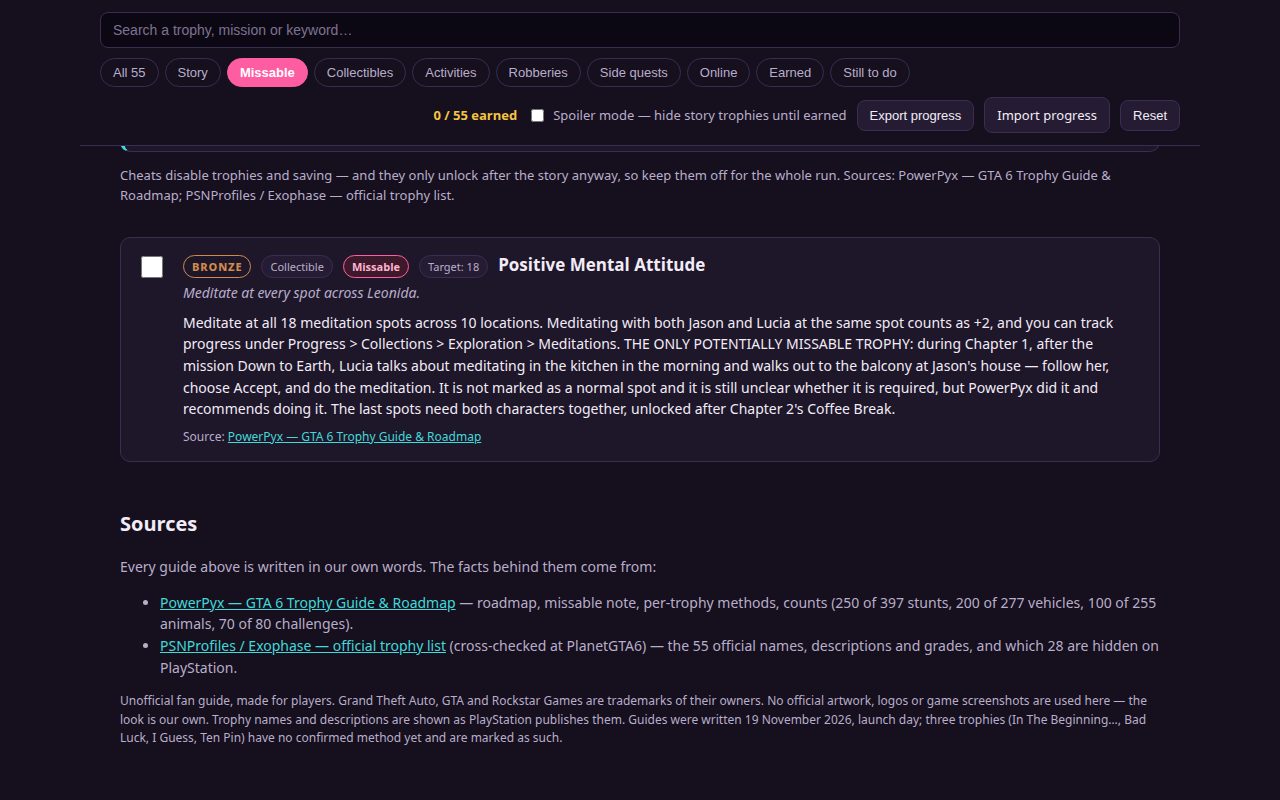 Search a trophy, mission or keyword…
All 55
Story
Missable
Collectibles
Activities
Robberies
Side quests
Online
Earned
Still to do
0 / 55 earned
Spoiler mode — hide story trophies until earned
Export progress
Import progress
Reset
Cheats disable trophies and saving — and they only unlock after the story anyway, so keep them off for the whole run. Sources: PowerPyx — GTA 6 Trophy Guide &
Roadmap; PSNProfiles / Exophase — official trophy list.
BRONZE
Collectible
Missable
Target: 18
Positive Mental Attitude
Meditate at every spot across Leonida.
Meditate at all 18 meditation spots across 10 locations. Meditating with both Jason and Lucia at the same spot counts as +2, and you can track
progress under Progress > Collections > Exploration > Meditations. THE ONLY POTENTIALLY MISSABLE TROPHY: during Chapter 1, after the
mission Down to Earth, Lucia talks about meditating in the kitchen in the morning and walks out to the balcony at Jason's house — follow her,
choose Accept, and do the meditation. It is not marked as a normal spot and it is still unclear whether it is required, but PowerPyx did it and
recommends doing it. The last spots need both characters together, unlocked after Chapter 2's Coffee Break.
Source: PowerPyx — GTA 6 Trophy Guide & Roadmap
Sources
Every guide above is written in our own words. The facts behind them come from:
PowerPyx — GTA 6 Trophy Guide & Roadmap — roadmap, missable note, per-trophy methods, counts (250 of 397 stunts, 200 of 277 vehicles, 100 of 255
animals, 70 of 80 challenges).
PSNProfiles / Exophase — official trophy list (cross-checked at PlanetGTA6) — the 55 official names, descriptions and grades, and which 28 are hidden on
PlayStation.
Unofficial fan guide, made for players. Grand Theft Auto, GTA and Rockstar Games are trademarks of their owners. No official artwork, logos or game screenshots are used here — the
look is our own. Trophy names and descriptions are shown as PlayStation publishes them. Guides were written 19 November 2026, launch day; three trophies (In The Beginning..., Bad
Luck, I Guess, Ten Pin) have no confirmed method yet and are marked as such.